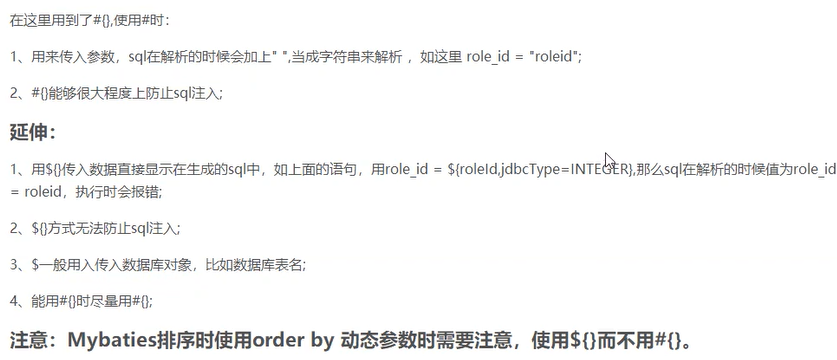 在这里用到了#{},使用#时：
1、用来传入参数，sql在解析的时候会加上" ",当成字符串来解析 ，如这里 role_id = "roleid";
2、#{}能够很大程度上防止sql注入;
延伸：
1、用${}传入数据直接显示在生成的sql中，如上面的语句，用role_id = ${roleId,jdbcType=INTEGER},那么sql在解析的时候值为role_id
= roleid，执行时会报错;
2、${}方式无法防止sql注入;
3、$一般用入传入数据库对象，比如数据库表名;
4、能用#{}时尽量用#{};
注意：Mybaties排序时使用order by 动态参数时需要注意，使用${}而不用#{}。